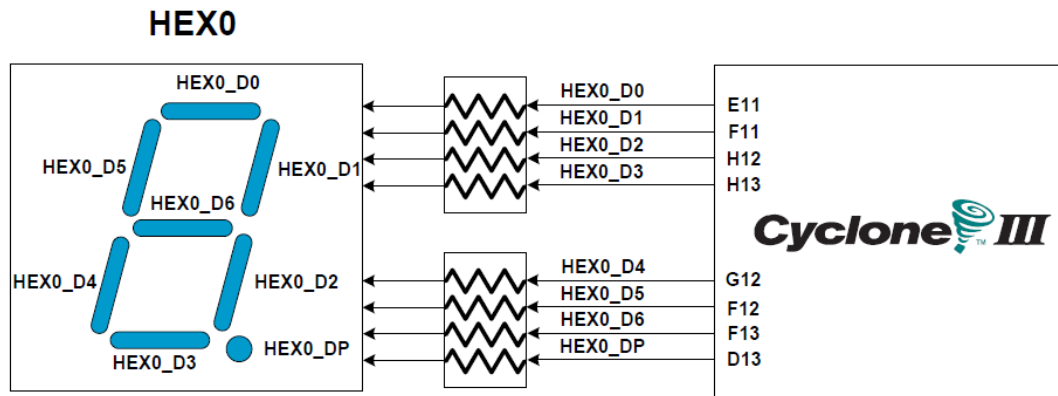 HEX0
HEX0_D0
HEX0_D5
HEX0_D1
HEX0_D6
HEX0_D4
HEX0_D2
HEX0_D3
HEX0_DP
HEX0_D0
HEX0_D1
HEX0_D2
HEX0_D3
HEX0_D4
HEX0_D5
HEX0_D6
HEX0_DP
E11
F11
H12
H13
Cyclone III
TM
G12
F12
F13
D13